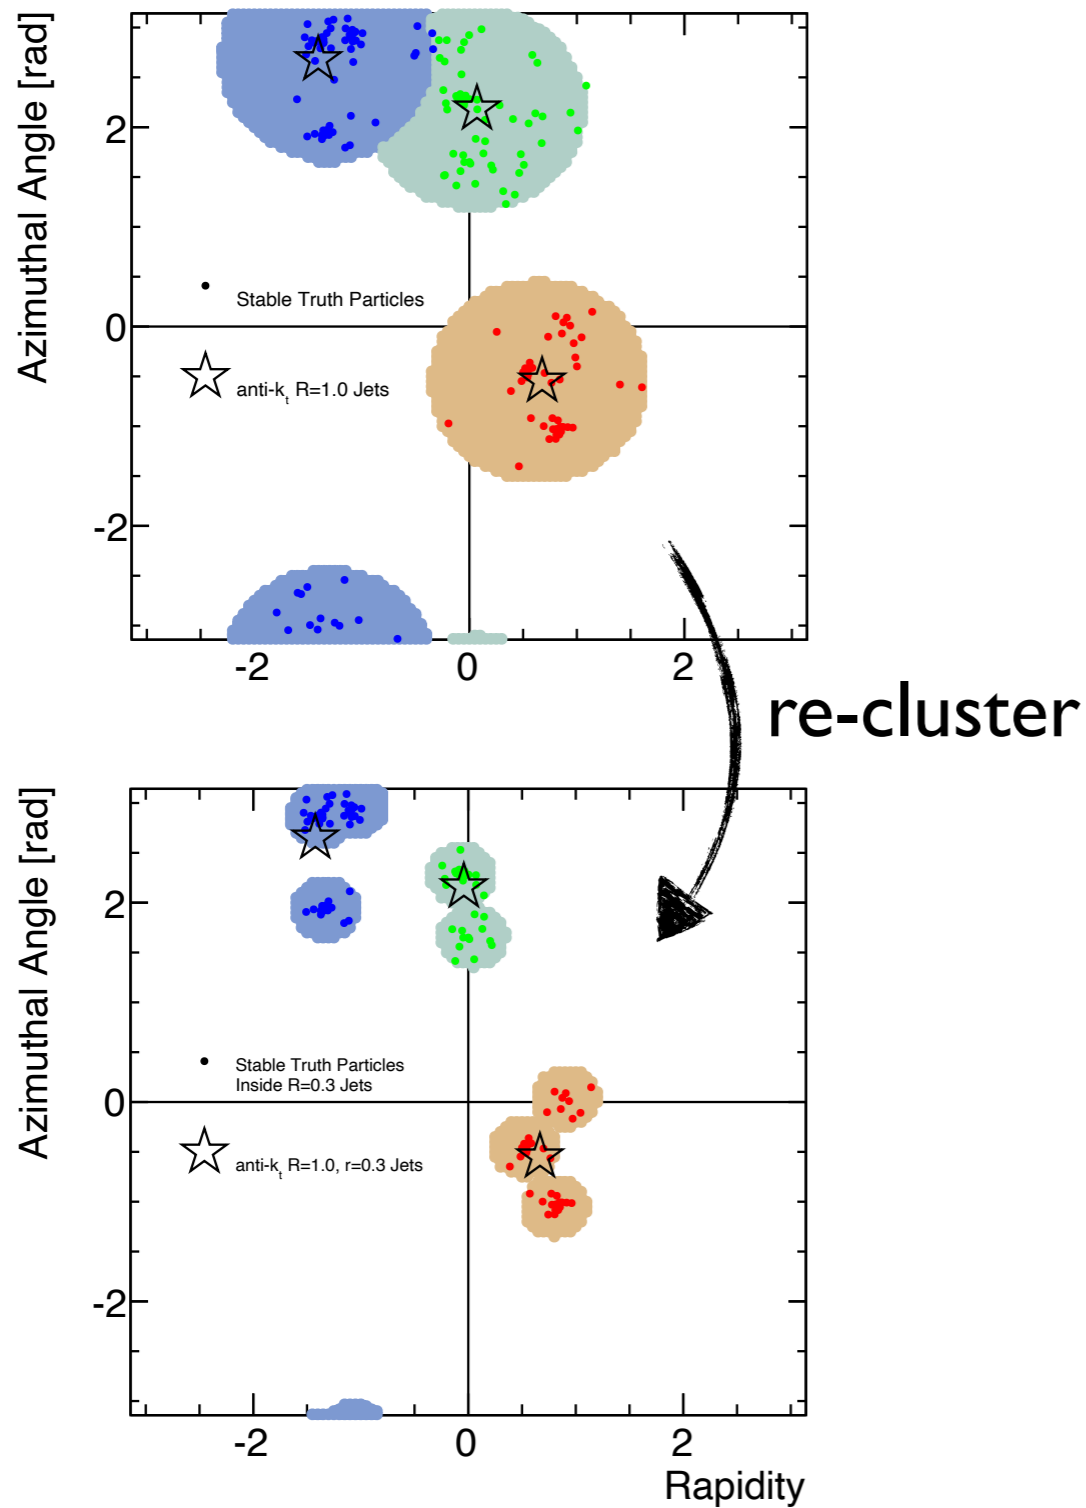 Azimuthal Angle [rad]
2
0
-2
Stable Truth Particles
anti-kt R=1.0 Jets
-2
0
2
re-cluster
Azimuthal Angle [rad]
2
0
-2
Stable Truth Particles
Inside R=0.3 Jets
anti-kt R=1.0, r=0.3 Jets
-2
0
2
Rapidity